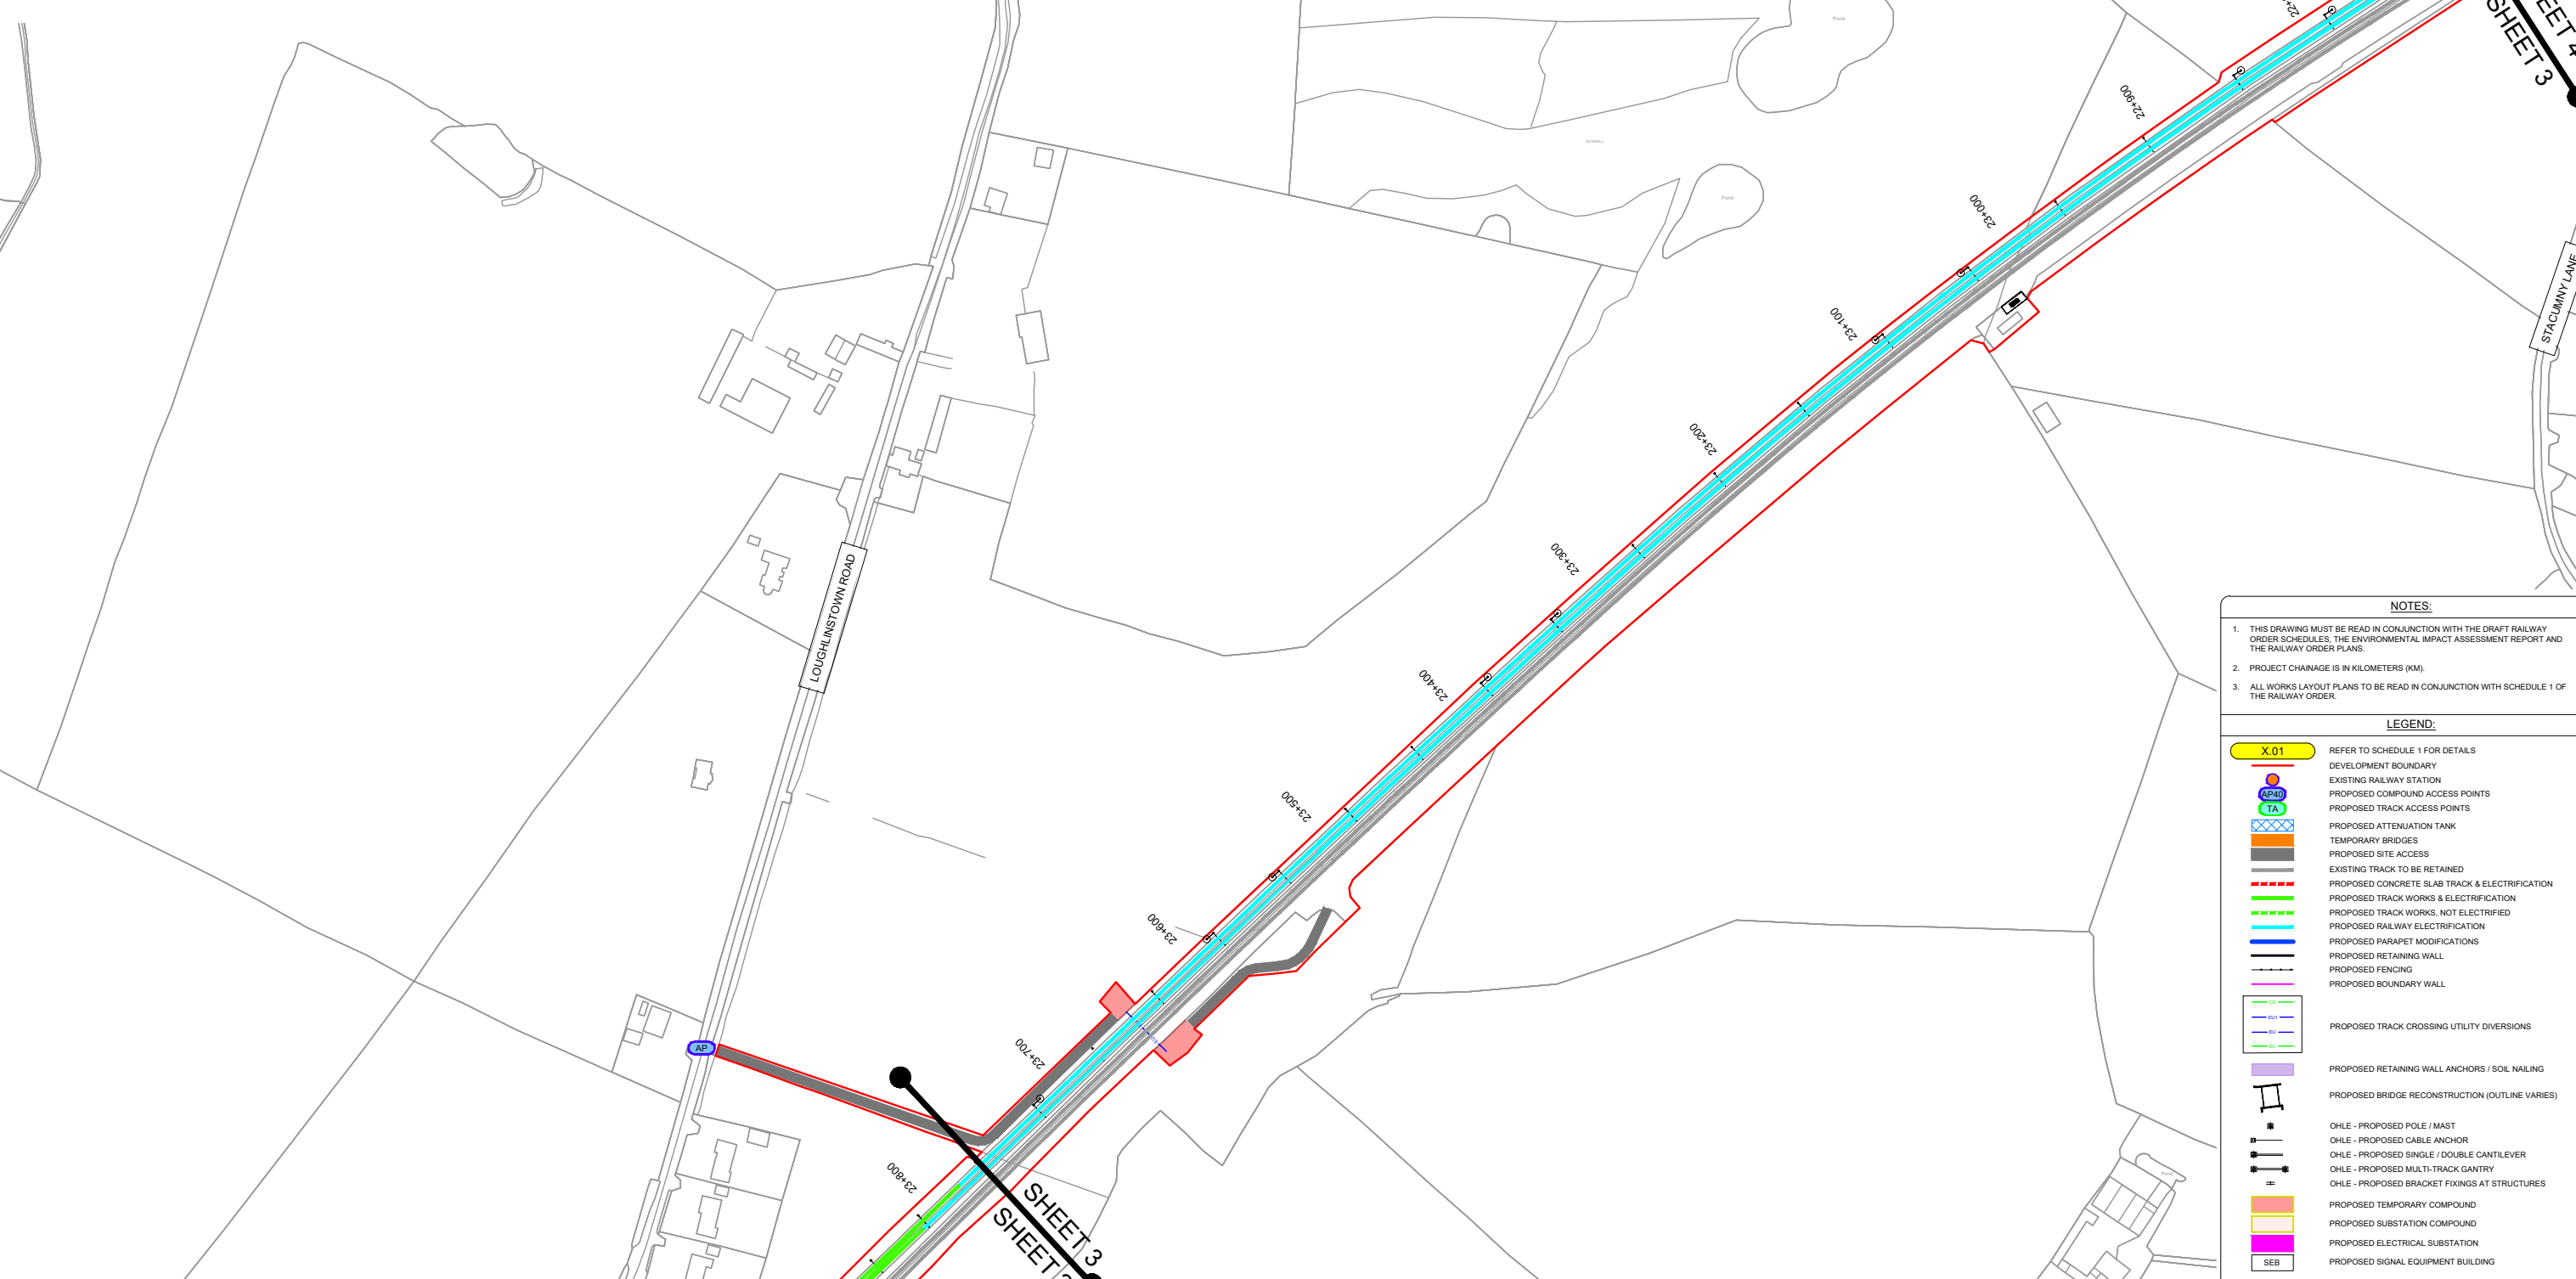 Pond
SHEET 4
SHEET 3
22+900
Pond
23+000
23+100
STACUMNY LANE
23+200
23+300
LOUGHLINSTOWN ROAD
23+400
23+500
23+600
23+700
AP
23+800
SHEET 3
SHEET
Pond
NOTES:
1. THIS DRAWING MUST BE READ IN CONJUNCTION WITH THE DRAFT RAILWAY
ORDER SCHEDULES, THE ENVIRONMENTAL IMPACT ASSESSMENT REPORT AND
THE RAILWAY ORDER PLANS.
2. PROJECT CHAINAGE IS IN KILOMETERS (KM).
3. ALL WORKS LAYOUT PLANS TO BE READ IN CONJUNCTION WITH SCHEDULE 1 OF
THE RAILWAY ORDER.
LEGEND:
X.01 REFER TO SCHEDULE 1 FOR DETAILS
DEVELOPMENT BOUNDARY
EXISTING RAILWAY STATION
AP40 PROPOSED COMPOUND ACCESS POINTS
TA PROPOSED TRACK ACCESS POINTS
PROPOSED ATTENUATION TANK
TEMPORARY BRIDGES
PROPOSED SITE ACCESS
EXISTING TRACK TO BE RETAINED
PROPOSED CONCRETE SLAB TRACK & ELECTRIFICATION
PROPOSED TRACK WORKS & ELECTRIFICATION
PROPOSED TRACK WORKS, NOT ELECTRIFIED
PROPOSED RAILWAY ELECTRIFICATION
PROPOSED PARAPET MODIFICATIONS
PROPOSED RETAINING WALL
PROPOSED FENCING
PROPOSED BOUNDARY WALL
PROPOSED TRACK CROSSING UTILITY DIVERSIONS
PROPOSED RETAINING WALL ANCHORS / SOIL NAILING
PROPOSED BRIDGE RECONSTRUCTION (OUTLINE VARIES)
OHLE - PROPOSED POLE / MAST
OHLE - PROPOSED CABLE ANCHOR
OHLE - PROPOSED SINGLE / DOUBLE CANTILEVER
OHLE - PROPOSED MULTI-TRACK GANTRY
OHLE - PROPOSED BRACKET FIXINGS AT STRUCTURES
PROPOSED TEMPORARY COMPOUND
PROPOSED SUBSTATION COMPOUND
PROPOSED ELECTRICAL SUBSTATION
SEB PROPOSED SIGNAL EQUIPMENT BUILDING